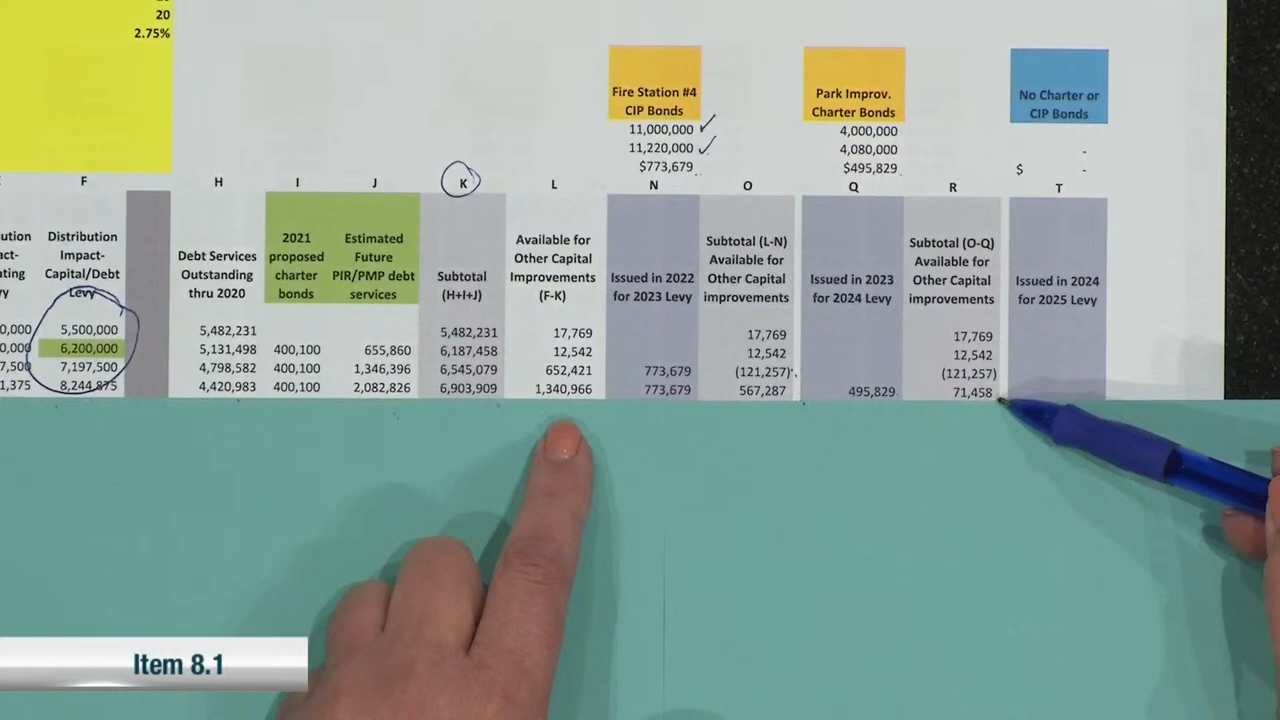 20
2.75%
Fire Station #4
CIP Bonds
11,000,000
11,220,000
$773,679
Park Improv.
Charter Bonds
4,000,000
4,080,000
$495,829
No Charter or
CIP Bonds
-
$ -
F H I J K L N O Q R T
Distribution
Impact-
Capital/Debt
Levy
Debt Services
Outstanding
thru 2020
2021
proposed
charter
bonds
Estimated
Future
PIR/PMP debt
services
Subtotal
(H+I+J)
Available for
Other Capital
Improvements
(F-K)
Issued in 2022
for 2023 Levy
Subtotal (L-N)
Available for
Other Capital
improvements
Issued in 2023
for 2024 Levy
Subtotal (O-Q)
Available for
Other Capital
improvements
Issued in 2024
for 2025 Levy
5,500,000 5,482,231 5,482,231 17,769 17,769 17,769
6,200,000 5,131,498 400,100 655,860 6,187,458 12,542 12,542 12,542
7,197,500 4,798,582 400,100 1,346,396 6,545,079 652,421 773,679 (121,257) (121,257)
8,244,875 4,420,983 400,100 2,082,826 6,903,909 1,340,966 773,679 567,287 495,829 71,458
Item 8.1